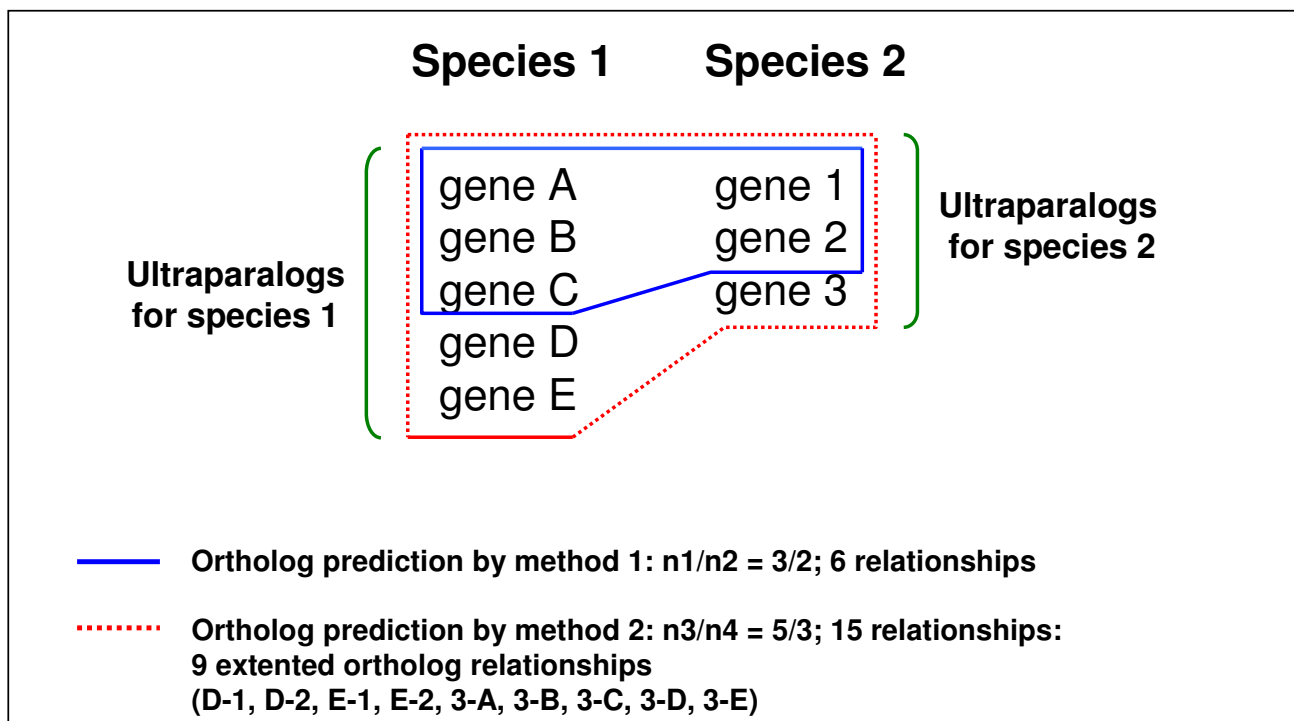 Species 1 Species 2
gene A gene 1
gene B gene 2
gene C gene 3
gene D
gene E
Ultraparalogs
for species 1
Ultraparalogs
for species 2
Ortholog prediction by method 1: n1/n2 = 3/2; 6 relationships
Ortholog prediction by method 2: n3/n4 = 5/3; 15 relationships:
9 extented ortholog relationships
(D-1, D-2, E-1, E-2, 3-A, 3-B, 3-C, 3-D, 3-E)